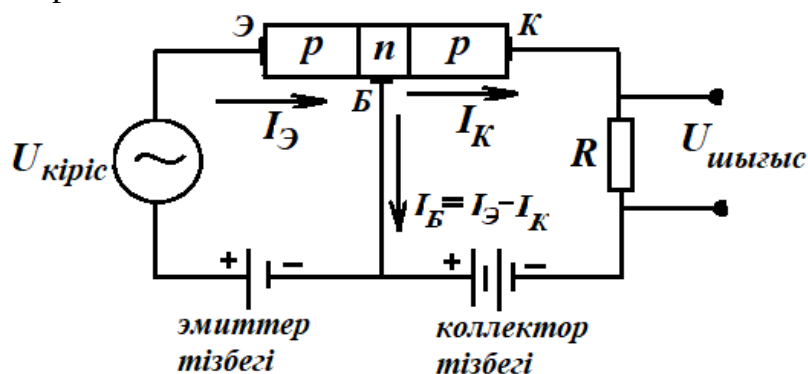 Э p n p К
Б
I_Э I_К
U_кіріс R U_шығыс
I_Б = I_Э - I_К
+ - + -
эмиттер
тізбегі
коллектор
тізбегі